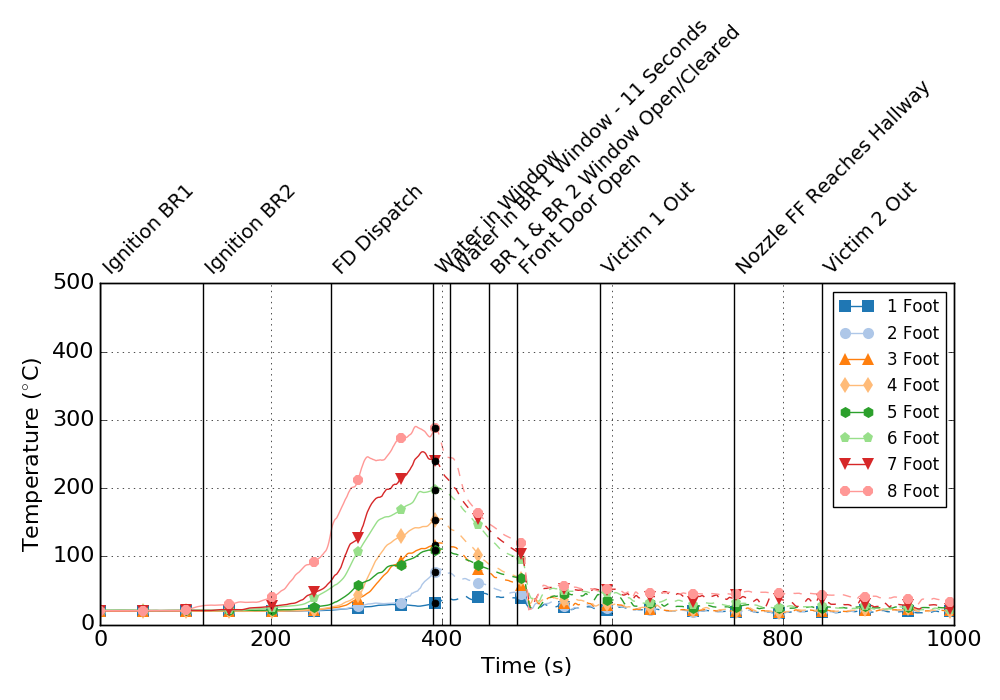 Ignition BR1
Ignition BR2
FD Dispatch
Water in Window
Water in BR 1 Window - 11 Seconds
BR 1 & BR 2 Window Open/Cleared
Front Door Open
Victim 1 Out
Nozzle FF Reaches Hallway
Victim 2 Out
500
400
300
200
100
0
Temperature (°C)
1 Foot
2 Foot
3 Foot
4 Foot
5 Foot
6 Foot
7 Foot
8 Foot
0 200 400 600 800 1000
Time (s)